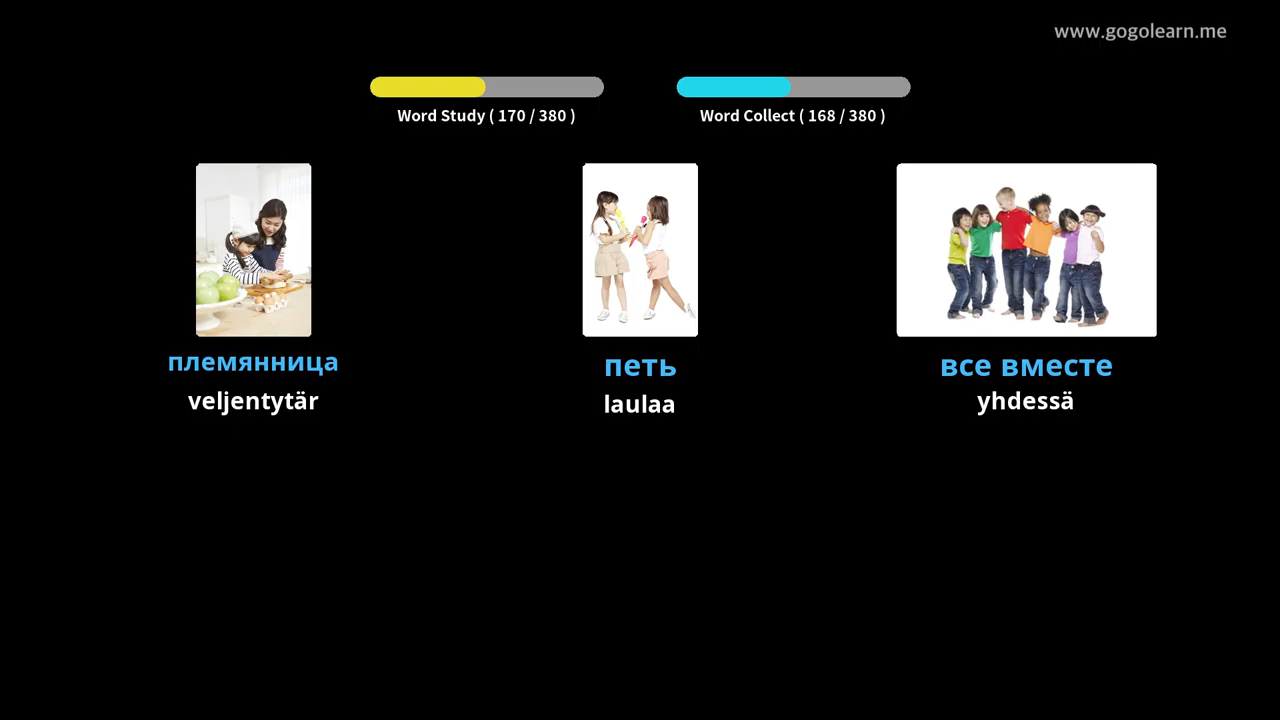 www.gogolearn.me
Word Study ( 170 / 380 )
Word Collect ( 168 / 380 )
племянница
петь
все вместе
veljentytär
laulaa
yhdessä